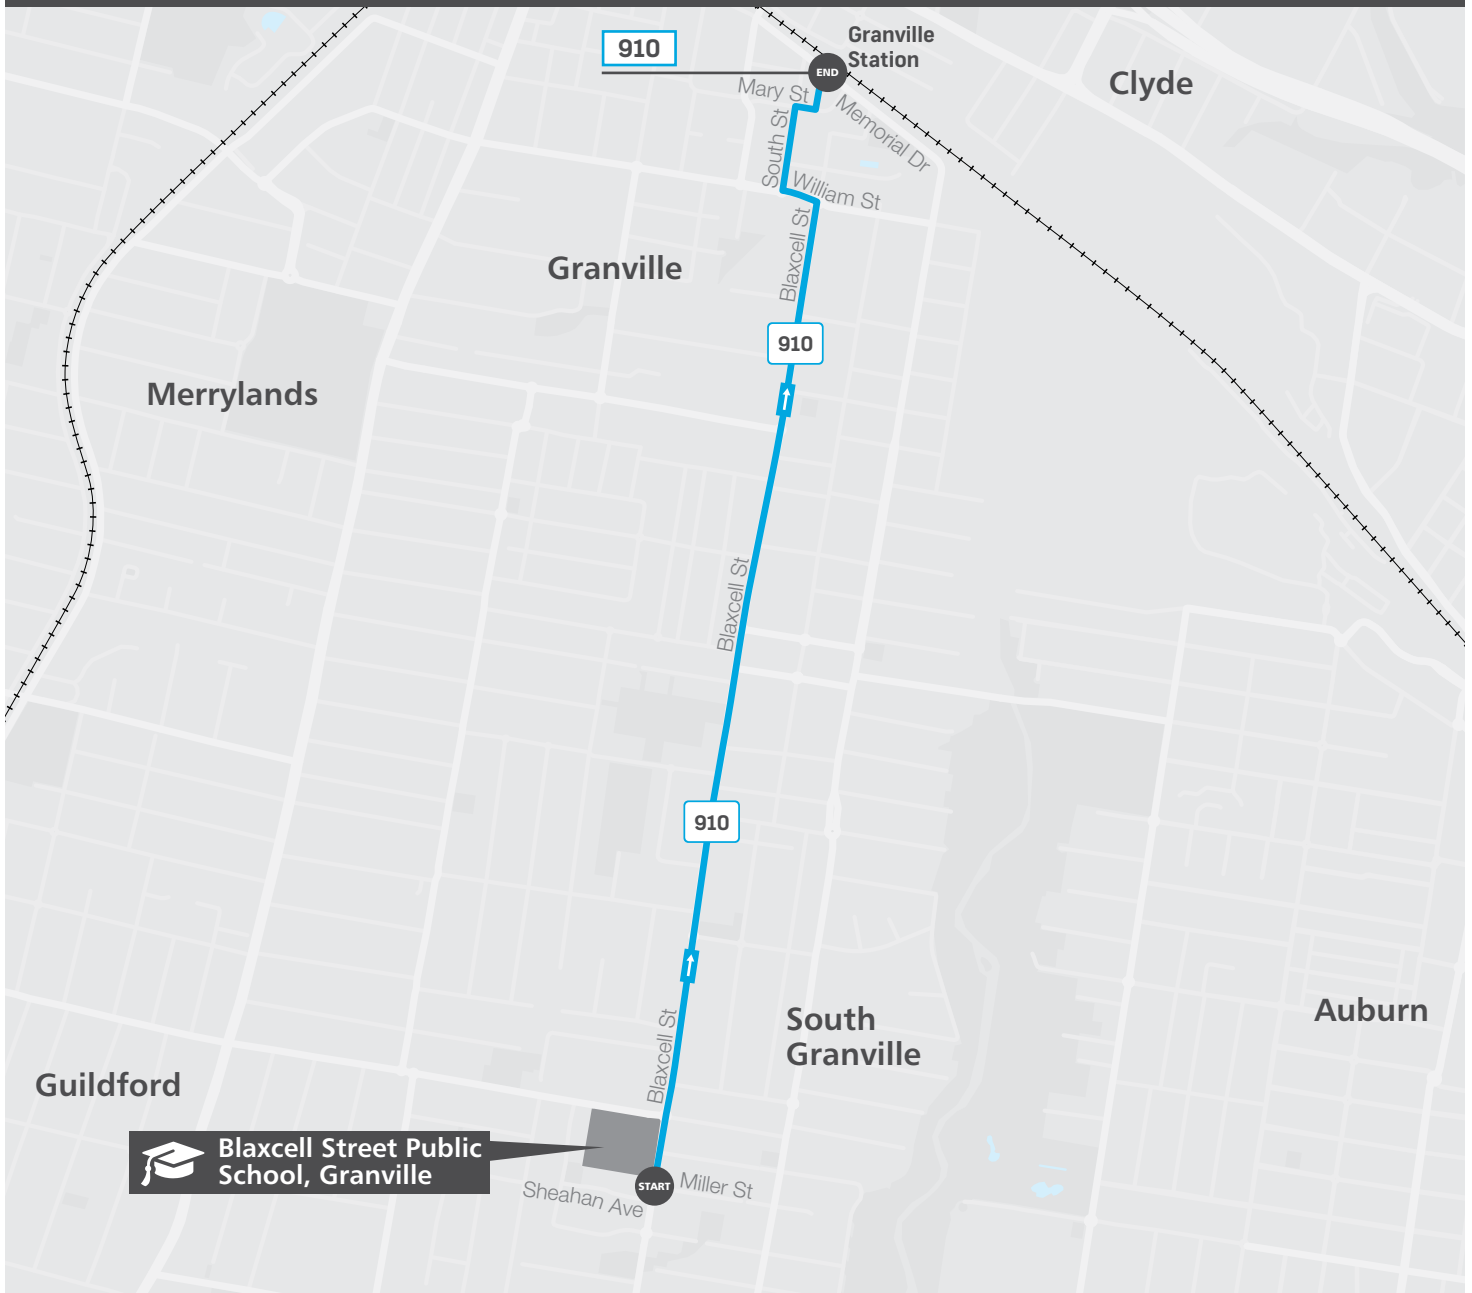 910
Granville
Station
END
Clyde
Mary St
Memorial Dr
South St
William St
Blaxcell St
Granville
910
Merrylands
Blaxcell St
910
South
Granville
Auburn
Blaxcell St
Guildford
Blaxcell Street Public
School, Granville
START
Miller St
Sheahan Ave